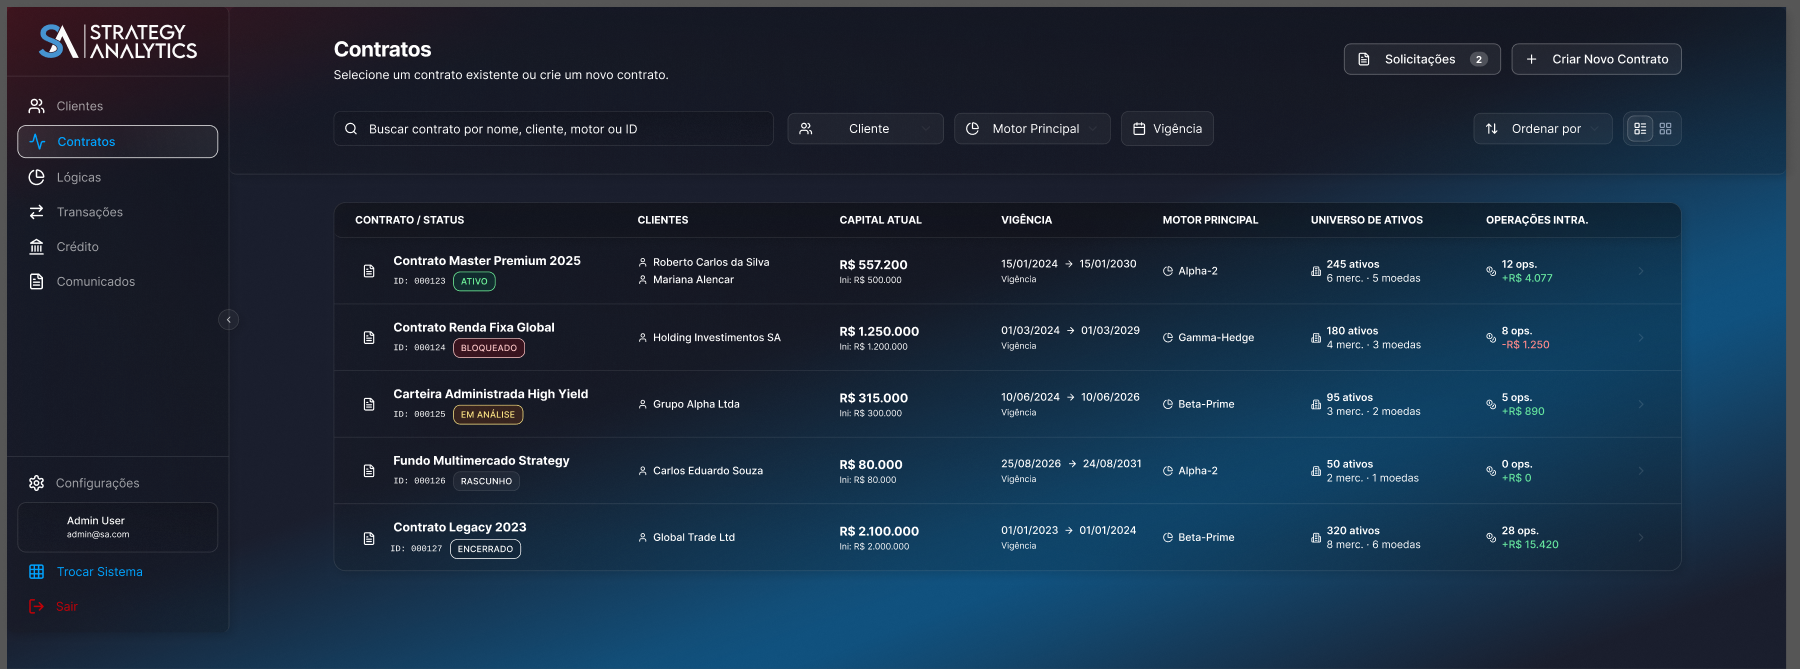 STRATEGY
ANALYTICS
Clientes
Contratos
Lógicas
Transações
Crédito
Comunicados
Configurações
Admin User
admin@sa.com
Trocar Sistema
Sair
Contratos
Selecione um contrato existente ou crie um novo contrato.
Solicitações 2
Criar Novo Contrato
Buscar contrato por nome, cliente, motor ou ID
Cliente
Motor Principal
Vigência
Ordenar por
CONTRATO / STATUS CLIENTES CAPITAL ATUAL VIGÊNCIA MOTOR PRINCIPAL UNIVERSO DE ATIVOS OPERAÇÕES INTRA.
Contrato Master Premium 2025
ID: 000123 ATIVO
Roberto Carlos da Silva
Mariana Alencar
R$ 557.200
Ini: R$ 500.000
15/01/2024 → 15/01/2030
Vigência
Alpha-2
245 ativos
6 merc. · 5 moedas
12 ops.
+R$ 4.077
Contrato Renda Fixa Global
ID: 000124 BLOQUEADO
Holding Investimentos SA
R$ 1.250.000
Ini: R$ 1.200.000
01/03/2024 → 01/03/2029
Vigência
Gamma-Hedge
180 ativos
4 merc. · 3 moedas
8 ops.
-R$ 1.250
Carteira Administrada High Yield
ID: 000125 EM ANÁLISE
Grupo Alpha Ltda
R$ 315.000
Ini: R$ 300.000
10/06/2024 → 10/06/2026
Vigência
Beta-Prime
95 ativos
3 merc. · 2 moedas
5 ops.
+R$ 890
Fundo Multimercado Strategy
ID: 000126 RASCUNHO
Carlos Eduardo Souza
R$ 80.000
Ini: R$ 80.000
25/08/2026 → 24/08/2031
Vigência
Alpha-2
50 ativos
2 merc. · 1 moedas
0 ops.
+R$ 0
Contrato Legacy 2023
ID: 000127 ENCERRADO
Global Trade Ltd
R$ 2.100.000
Ini: R$ 2.000.000
01/01/2023 → 01/01/2024
Vigência
Beta-Prime
320 ativos
8 merc. · 6 moedas
28 ops.
+R$ 15.420